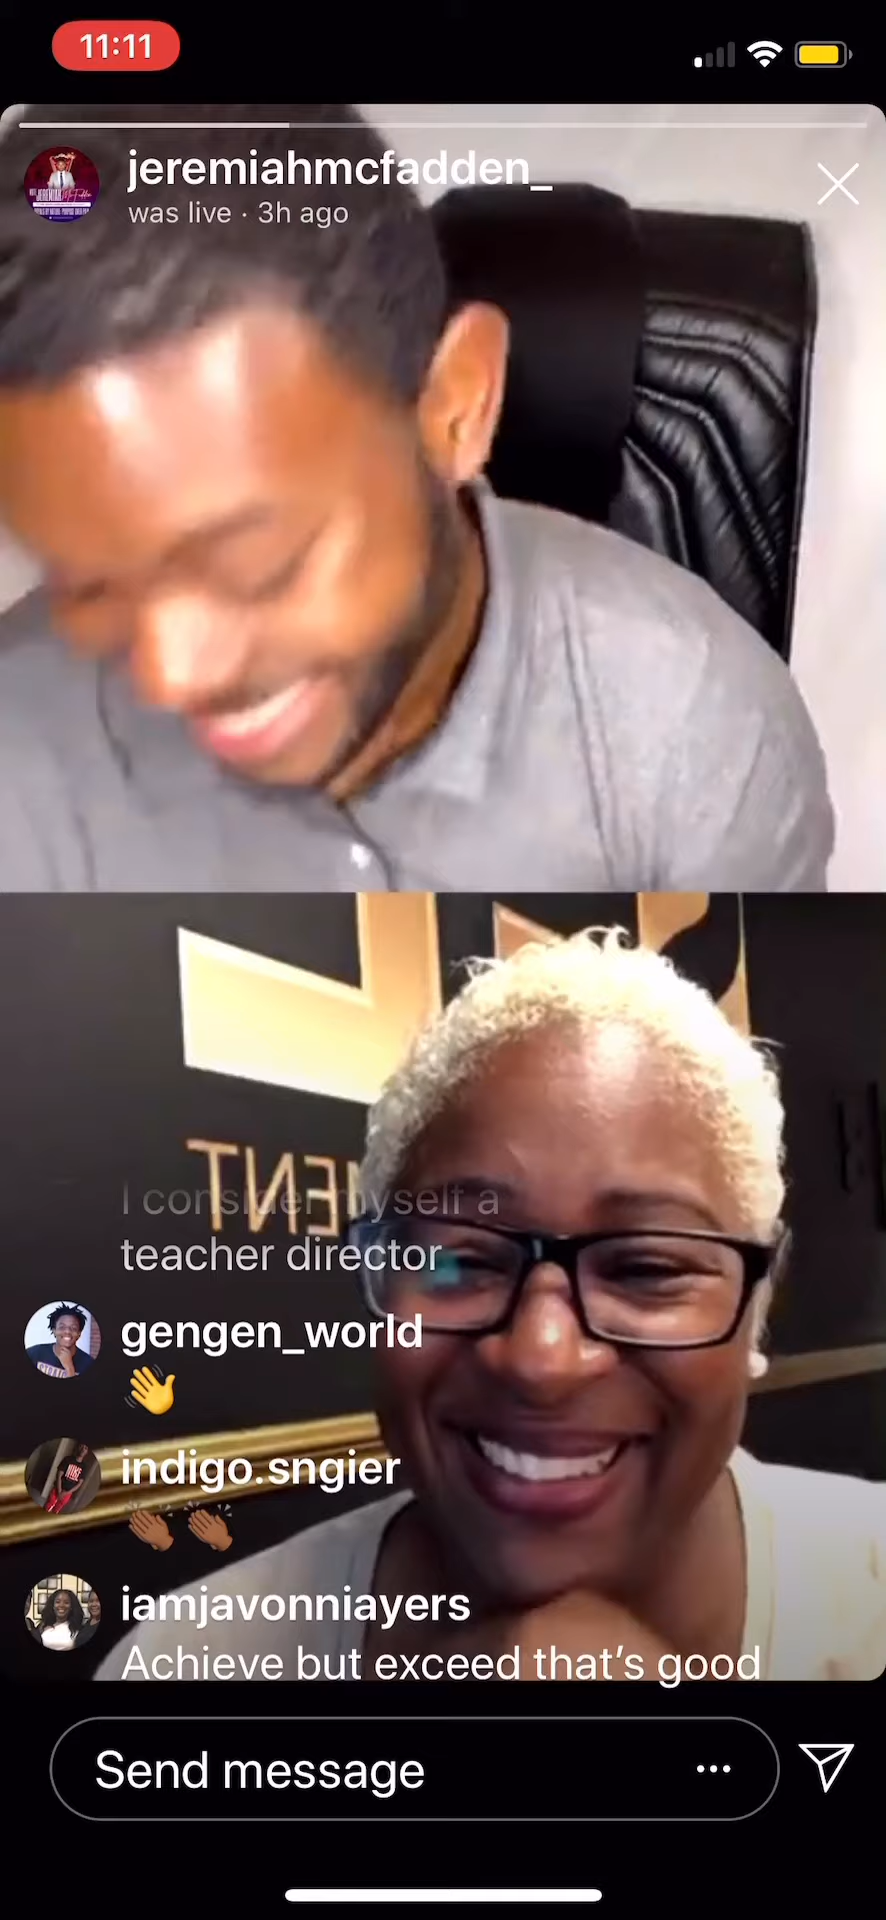 11:11
jeremiahmcfadden_
was live · 3h ago
MENT
I consider myself a
teacher director
gengen_world
👋
indigo.sngier
👏🏾👏🏾
iamjavonniayers
Achieve but exceed that’s good
Send message